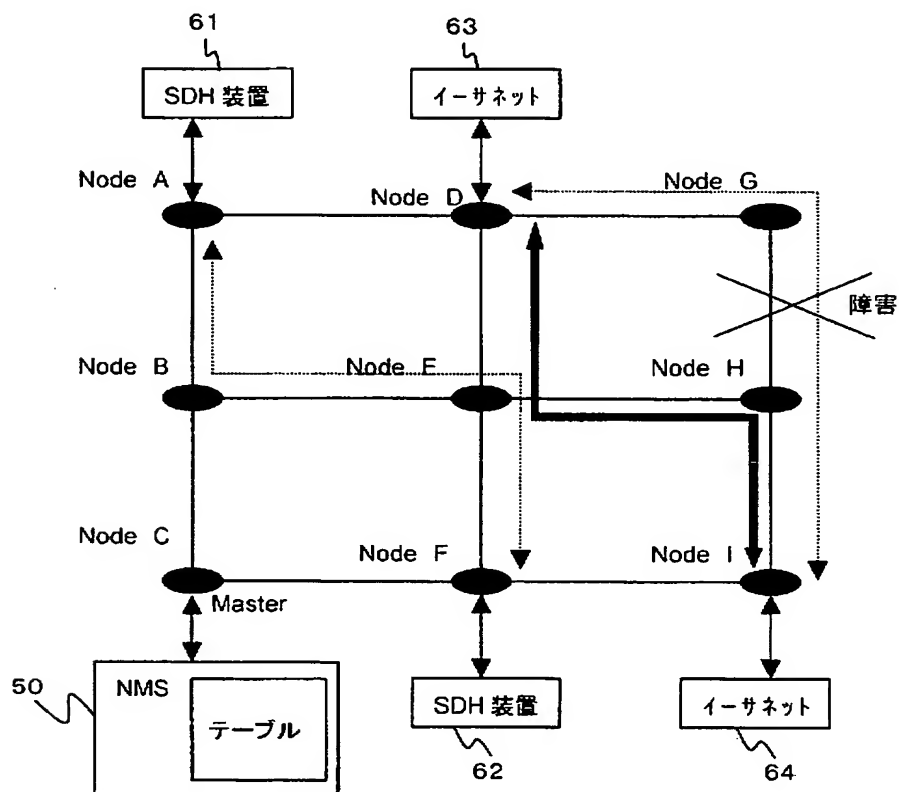 61
63
SDH 装置
イーサネット
Node A
Node D
Node G
障害
Node B
Node E
Node H
Node C
Node F
Node I
Master
50
NMS
テーブル
SDH 装置
イーサネット
62
64